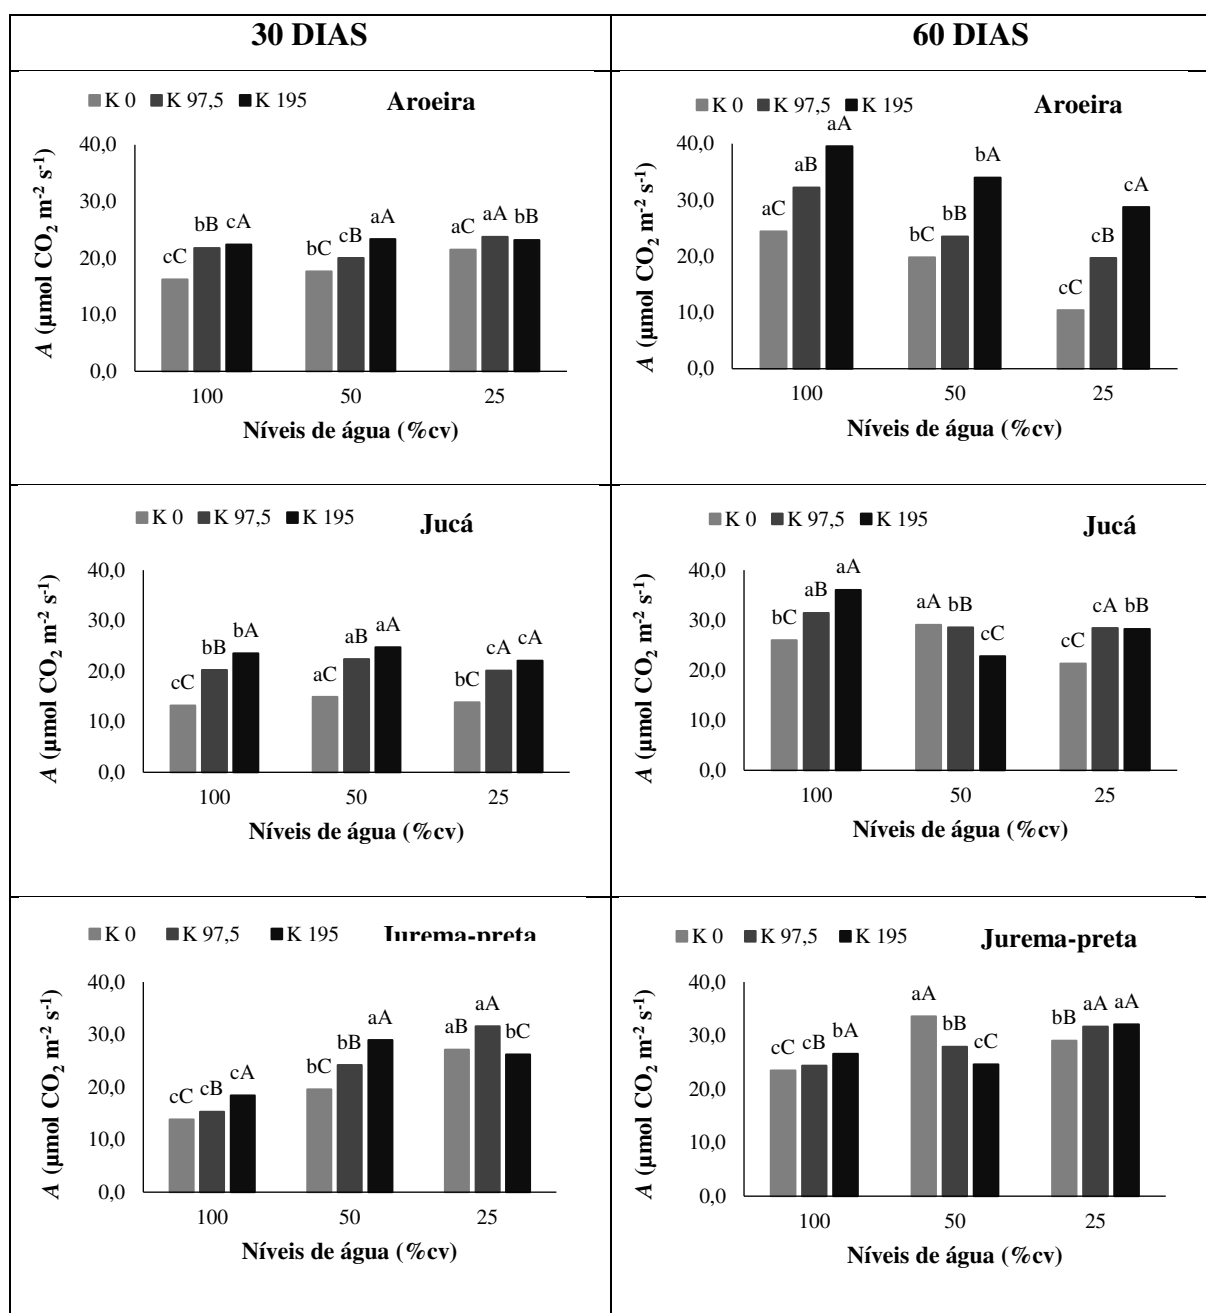 30 DIAS
60 DIAS
K 0 K 97,5 K 195 Aroeira
A (µmol CO₂ m⁻² s⁻¹)
40,0
30,0
20,0
10,0
0,0
cC bB cA bC cB aA aC aA bB
100 50 25
Níveis de água (%cv)
K 0 K 97,5 K 195 Aroeira
A (µmol CO₂ m⁻² s⁻¹)
40,0
30,0
20,0
10,0
0,0
aC aB aA bC bB bA cC cB cA
100 50 25
Níveis de água (%cv)
K 0 K 97,5 K 195 Jucá
A (µmol CO₂ m⁻² s⁻¹)
40,0
30,0
20,0
10,0
0,0
cC bB bA aC aB aA bC cA cA
100 50 25
Níveis de água (%cv)
K 0 K 97,5 K 195 Jucá
A (µmol CO₂ m⁻² s⁻¹)
40,0
30,0
20,0
10,0
0,0
bC aB aA aA bB cC cC cA bB
100 50 25
Níveis de água (%cv)
K 0 K 97,5 K 195 Jurema-preta
A (µmol CO₂ m⁻² s⁻¹)
40,0
30,0
20,0
10,0
0,0
cC cB cA bC bB aA aB aA bC
100 50 25
Níveis de água (%cv)
K 0 K 97,5 K 195 Jurema-preta
A (µmol CO₂ m⁻² s⁻¹)
40,0
30,0
20,0
10,0
0,0
cC cB bA aA bB cC bB aA aA
100 50 25
Níveis de água (%cv)